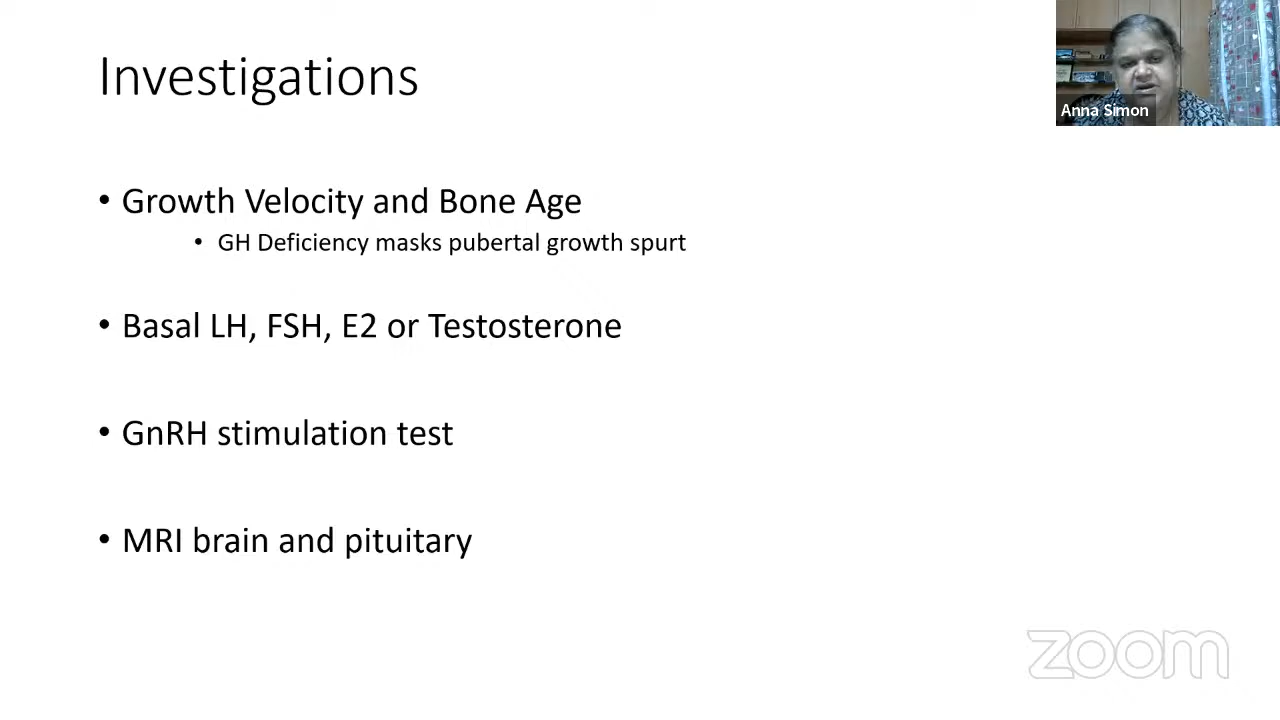 Investigations
Anna Simon
• Growth Velocity and Bone Age
• GH Deficiency masks pubertal growth spurt
• Basal LH, FSH, E2 or Testosterone
• GnRH stimulation test
• MRI brain and pituitary
zoom